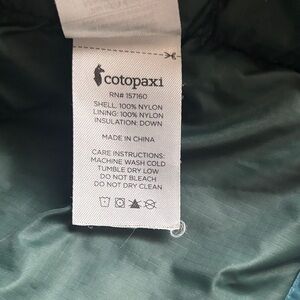 cotopaxi
RN# 157160
SHELL: 100% NYLON
LINING: 100% NYLON
INSULATION: DOWN
MADE IN CHINA
CARE INSTRUCTIONS:
MACHINE WASH COLD
TUMBLE DRY LOW
DO NOT BLEACH
DO NOT DRY CLEAN